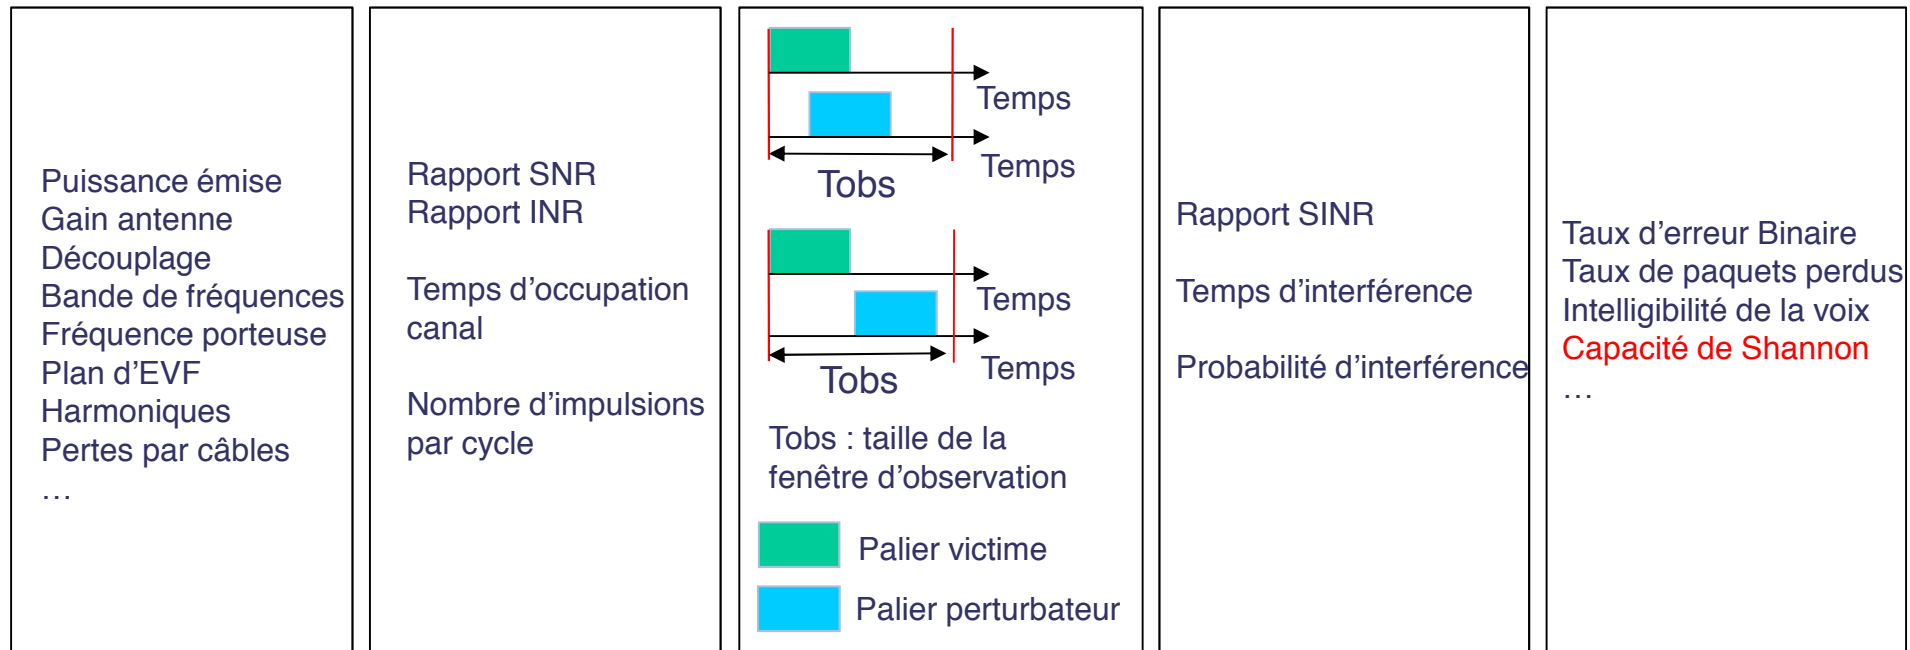 Puissance émise
Gain antenne
Découplage
Bande de fréquences
Fréquence porteuse
Plan d’EVF
Harmoniques
Pertes par câbles
…
Rapport SNR
Rapport INR
Temps d’occupation
canal
Nombre d’impulsions
par cycle
Temps
Temps
Tobs
Temps
Temps
Tobs
Tobs : taille de la
fenêtre d’observation
Palier victime
Palier perturbateur
Rapport SINR
Temps d’interférence
Probabilité d’interférence
Taux d’erreur Binaire
Taux de paquets perdus
Intelligibilité de la voix
Capacité de Shannon
…